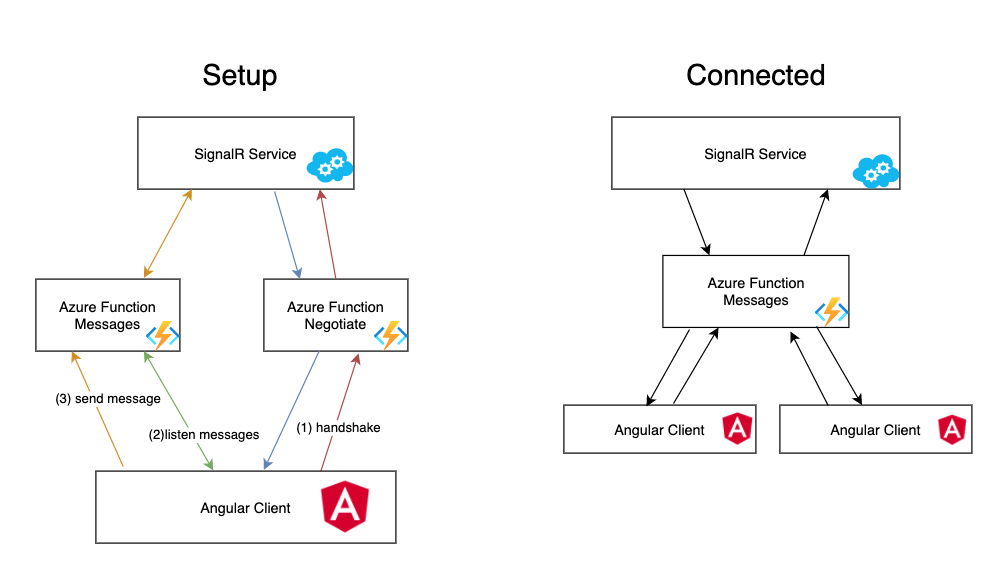 Setup
Connected
SignalR Service
SignalR Service
Azure Function
Messages
Azure Function
Negotiate
Azure Function
Messages
(3) send message
(2)listen messages
(1) handshake
Angular Client
Angular Client
Angular Client
A
A
A